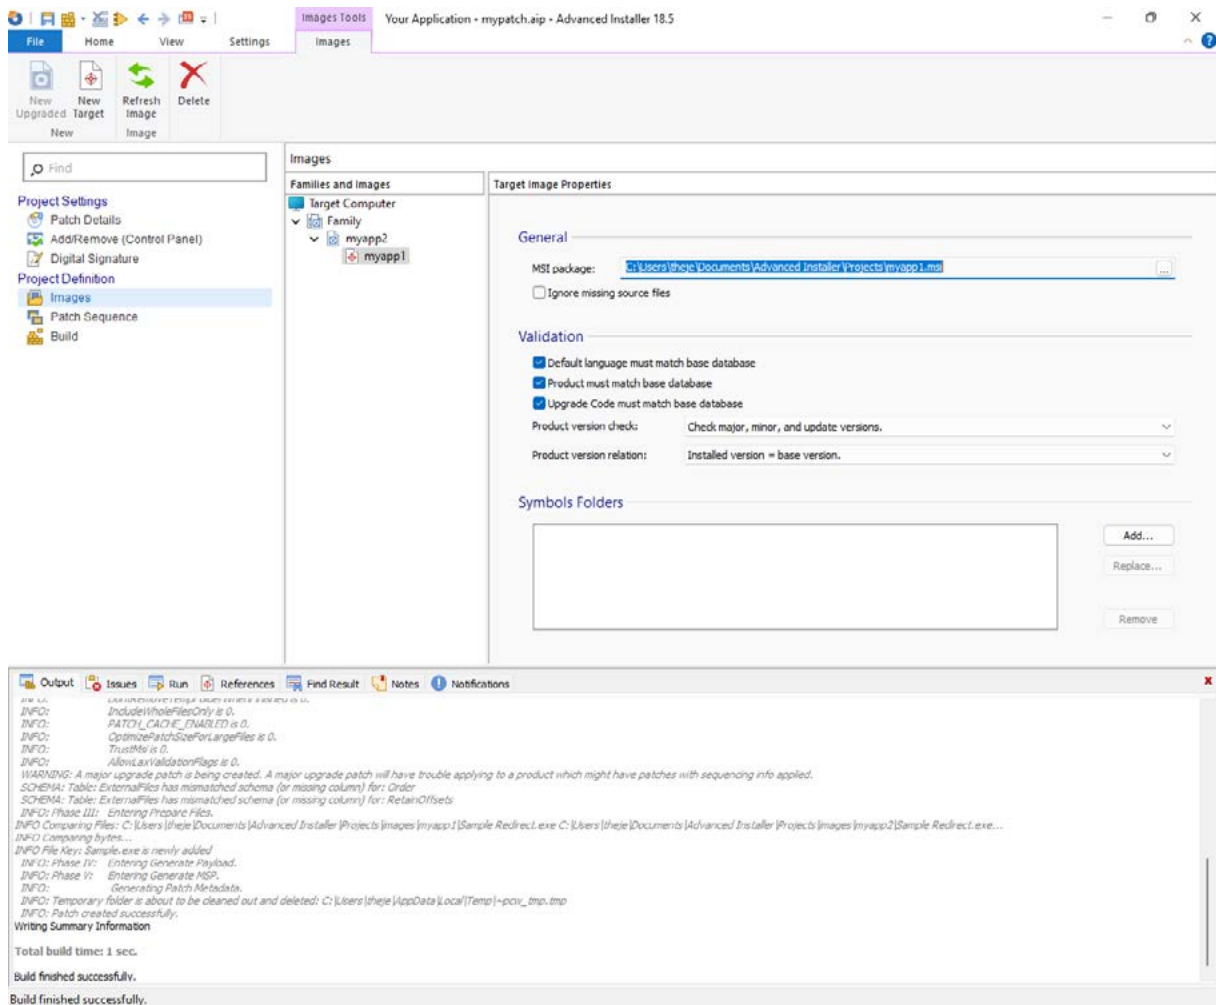 Images Tools
Your Application - mypatch.aip - Advanced Installer 18.5
File Home View Settings Images
New Upgraded
New Target
Refresh Image
Delete
New
Image
Find
Project Settings
Patch Details
Add/Remove (Control Panel)
Digital Signature
Project Definition
Images
Patch Sequence
Build
Images
Families and Images
Target Computer
Family
myapp2
myapp1
Target Image Properties
General
MSI package: C:\Users\theje\Documents\Advanced Installer\Projects\myapp1.msi ...
Ignore missing source files
Validation
Default language must match base database
Product must match base database
Upgrade Code must match base database
Product version check: Check major, minor, and update versions.
Product version relation: Installed version = base version.
Symbols Folders
Add...
Replace...
Remove
Output Issues Run References Find Result Notes Notifications
INFO: IncludeWholeFilesOnly is 0.
INFO: PATCH_CACHE_ENABLED is 0.
INFO: OptimizePatchSizeForLargeFiles is 0.
INFO: TrustMsi is 0.
INFO: AllowLaxValidationFlags is 0.
WARNING: A major upgrade patch is being created. A major upgrade patch will have trouble applying to a product which might have patches with sequencing info applied.
SCHEMA: Table: ExternalFiles has mismatched schema (or missing column) for: Order
SCHEMA: Table: ExternalFiles has mismatched schema (or missing column) for: RetainOffsets
INFO: Phase III: Entering Prepare Files.
INFO Comparing Files: C:\Users\theje\Documents\Advanced Installer\Projects\images\myapp1\Sample Redirect.exe C:\Users\theje\Documents\Advanced Installer\Projects\images\myapp2\Sample Redirect.exe...
INFO Comparing bytes...
INFO File Key: Sample.exe is newly added
INFO: Phase IV: Entering Generate Payload.
INFO: Phase V: Entering Generate MSP.
INFO: Generating Patch Metadata.
INFO: Temporary folder is about to be cleaned out and deleted: C:\Users\theje\AppData\Local\Temp\~pcw_tmp.tmp
INFO: Patch created successfully.
Writing Summary Information
Total build time: 1 sec.
Build finished successfully.
Build finished successfully.